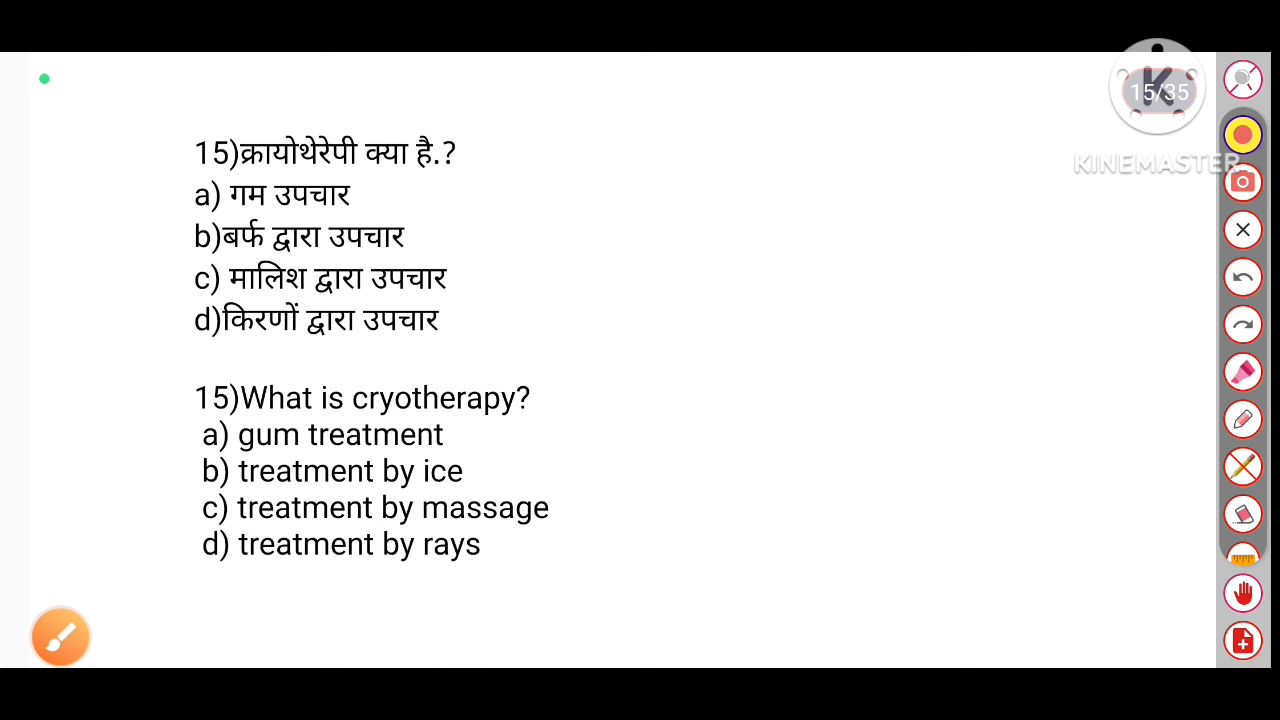 15/35
KINEMASTER
15)क्रायोथेरेपी क्या है.?
a) गम उपचार
b)बर्फ द्वारा उपचार
c) मालिश द्वारा उपचार
d)किरणों द्वारा उपचार
15)What is cryotherapy?
a) gum treatment
b) treatment by ice
c) treatment by massage
d) treatment by rays